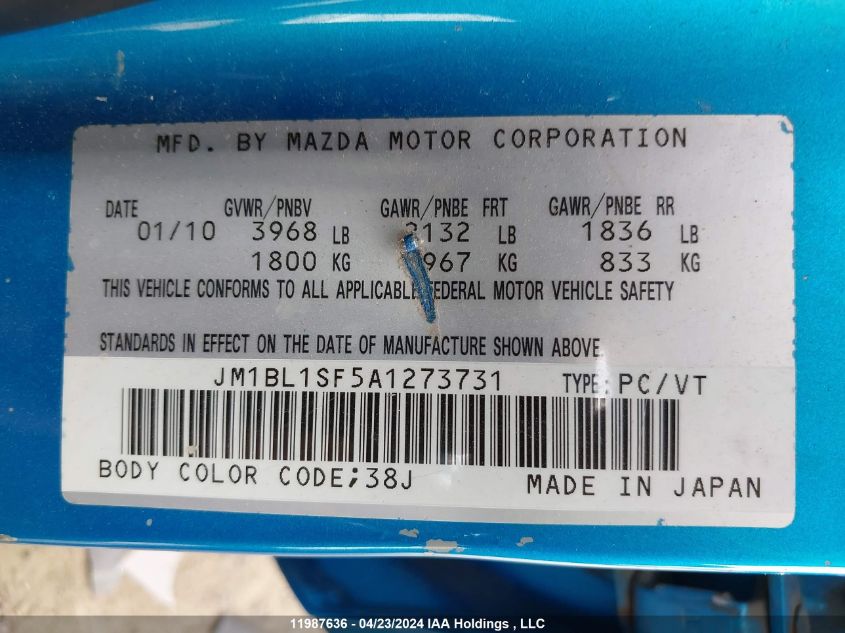 MFD. BY MAZDA MOTOR CORPORATION
DATE GVWR/PNBV GAWR/PNBE FRT GAWR/PNBE RR
01/10 3968 LB 2132 LB 1836 LB
1800 KG 967 KG 833 KG
THIS VEHICLE CONFORMS TO ALL APPLICABLE FEDERAL MOTOR VEHICLE SAFETY
STANDARDS IN EFFECT ON THE DATE OF MANUFACTURE SHOWN ABOVE.
JM1BL1SF5A1273731 TYPE: PC/VT
BODY COLOR CODE;38J MADE IN JAPAN
11987636 - 04/23/2024 IAA Holdings , LLC